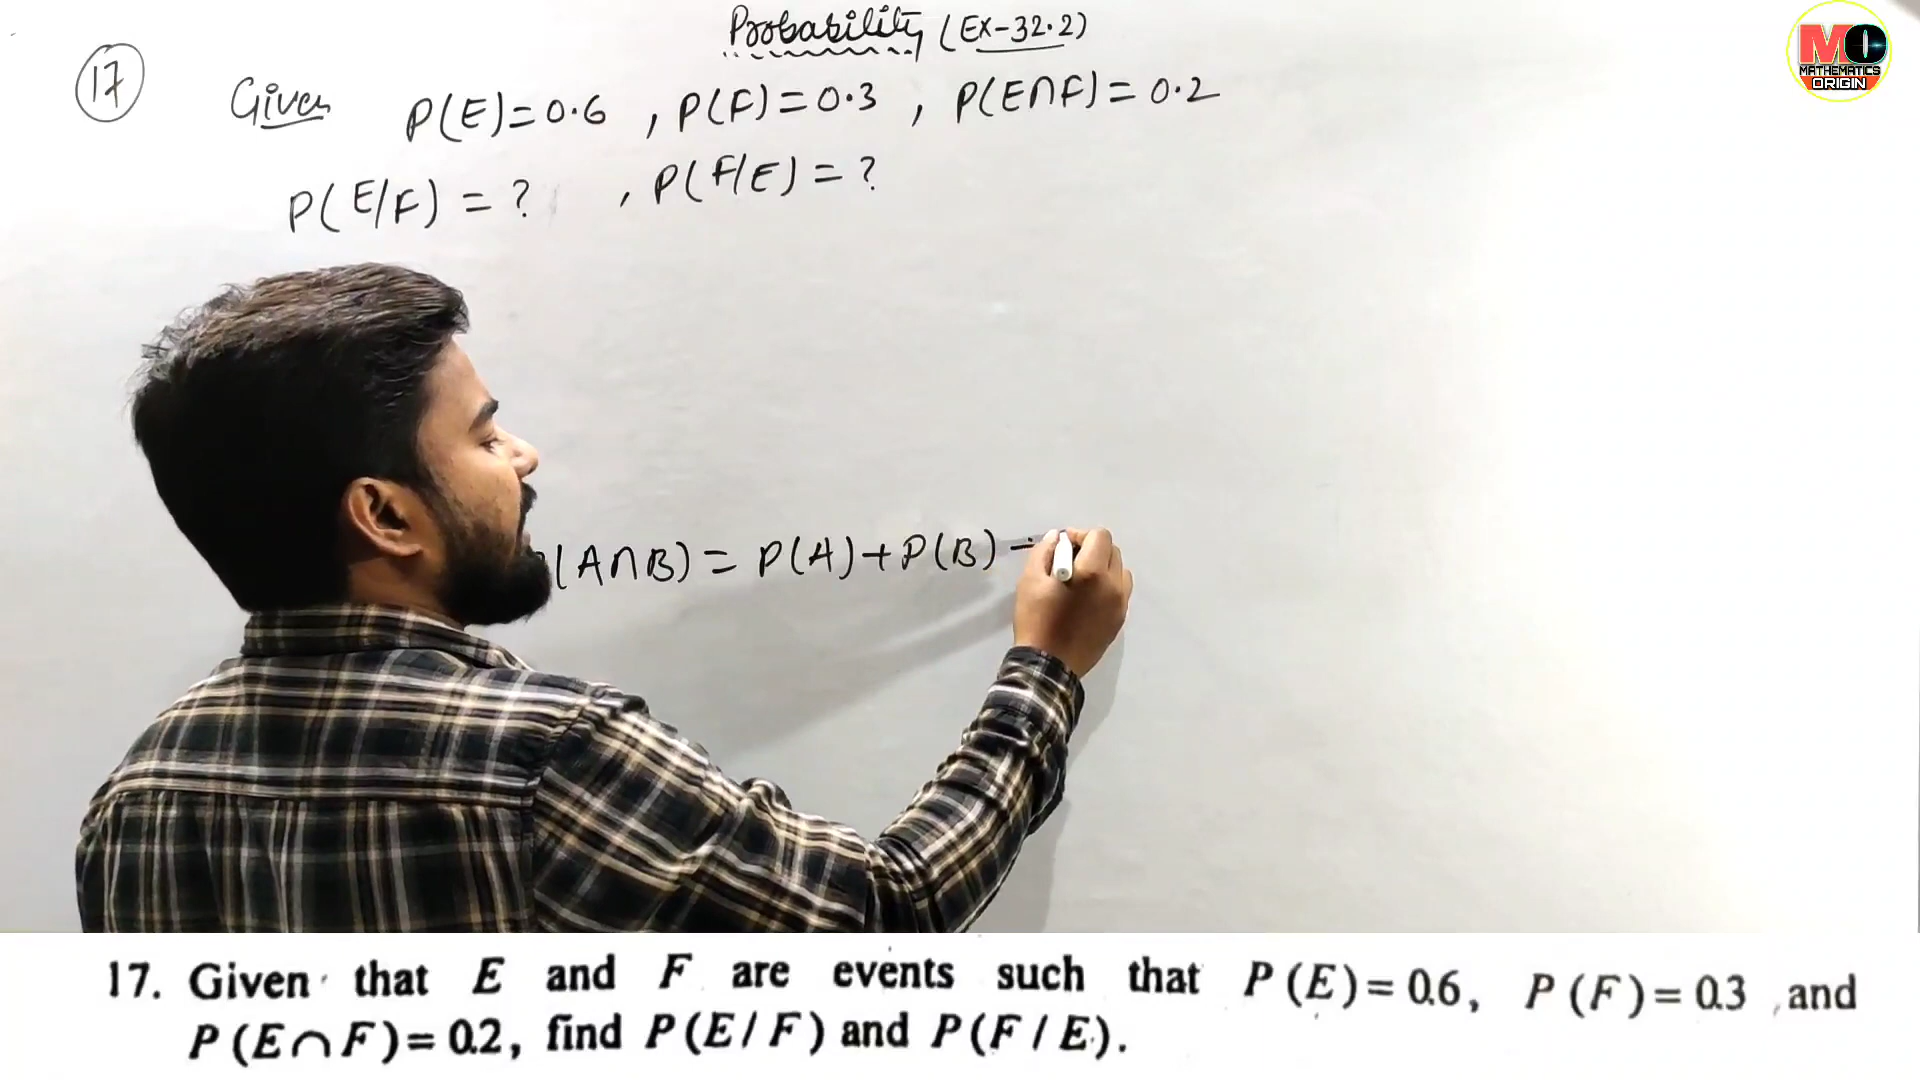 Probability (Ex-32.2)
MO
MATHEMATICS
ORIGIN
17 Given P(E)=0.6 , P(F)=0.3 , P(E∩F)=0.2
P(E/F) = ? , P(F/E) = ?
(A∩B) = P(A)+P(B) -
17. Given that E and F are events such that P (E)= 0.6, P (F)= 0.3 , and
P (E∩F)= 0.2, find P (E / F) and P (F / E).